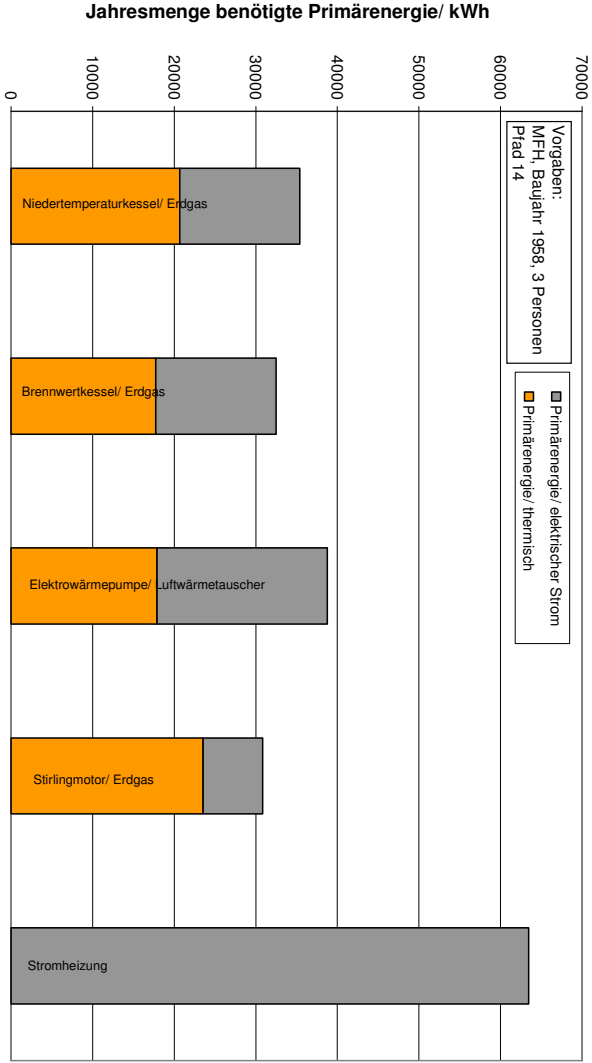 Jahresmenge benötigte Primärenergie/ kWh
70000
60000
50000
40000
30000
20000
10000
0
Vorgaben:
MFH, Baujahr 1958, 3 Personen
Pfad 14
Primärenergie/ elektrischer Strom
Primärenergie/ thermisch
Niedertemperaturkessel/ Erdgas
Brennwertkessel/ Erdgas
Elektrowärmepumpe/ Luftwärmetauscher
Stirlingmotor/ Erdgas
Stromheizung